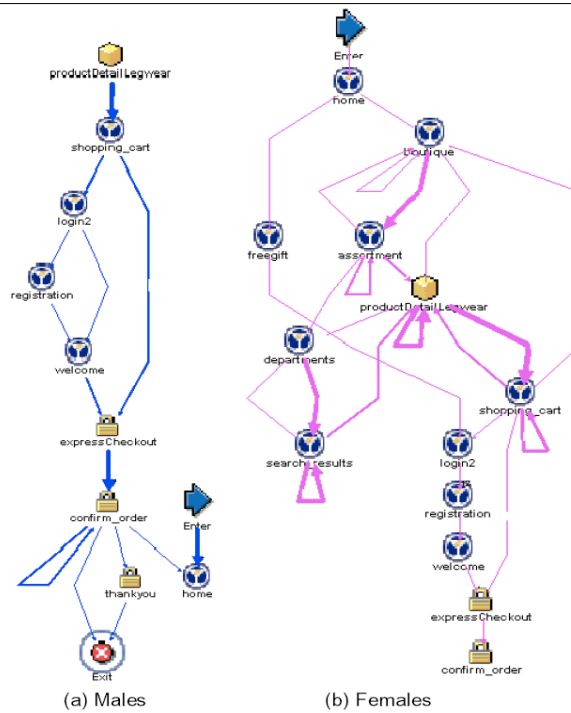 productDetailLegwear
shopping_cart
login2
registration
welcome
expressCheckout
confirm_order
Enter
thankyou
home
Exit
(a) Males
Enter
home
boutique
freegift
assortment
productDetailLegwear
departments
shopping_cart
search_results
login2
registration
welcome
expressCheckout
confirm_order
(b) Females